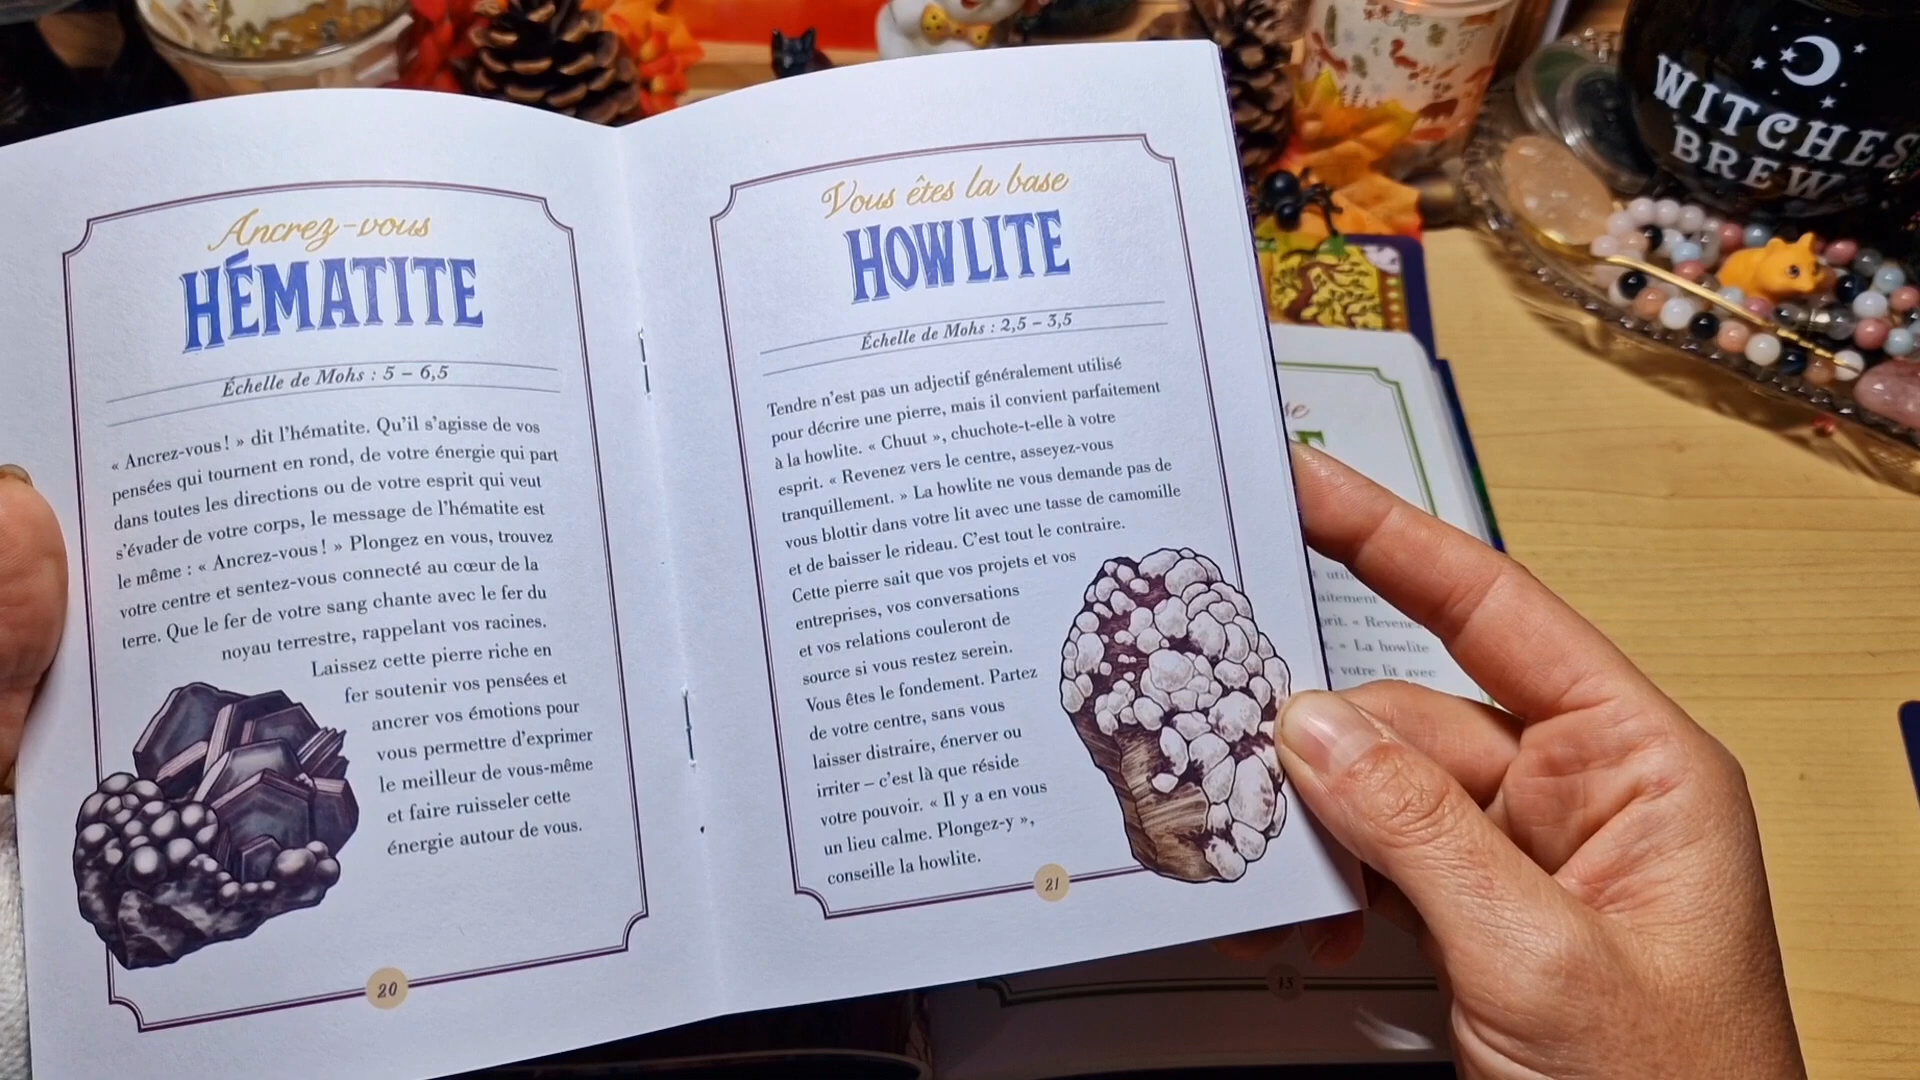 Ancrez-vous
HÉMATITE
Échelle de Mohs : 5 – 6,5
« Ancrez-vous ! » dit l’hématite. Qu’il s’agisse de vos
pensées qui tournent en rond, de votre énergie qui part
dans toutes les directions ou de votre esprit qui veut
s’évader de votre corps, le message de l’hématite est
le même : « Ancrez-vous ! » Plongez en vous, trouvez
votre centre et sentez-vous connecté au cœur de la
terre. Que le fer de votre sang chante avec le fer du
noyau terrestre, rappelant vos racines.
Laissez cette pierre riche en
fer soutenir vos pensées et
ancrer vos émotions pour
vous permettre d’exprimer
le meilleur de vous-même
et faire ruisseler cette
énergie autour de vous.
20
Vous êtes la base
HOWLITE
Échelle de Mohs : 2,5 – 3,5
Tendre n’est pas un adjectif généralement utilisé
pour décrire une pierre, mais il convient parfaitement
à la howlite. « Chuut », chuchote-t-elle à votre
esprit. « Revenez vers le centre, asseyez-vous
tranquillement. » La howlite ne vous demande pas de
vous blottir dans votre lit avec une tasse de camomille
et de baisser le rideau. C’est tout le contraire.
Cette pierre sait que vos projets et vos
entreprises, vos conversations
et vos relations couleront de
source si vous restez serein.
Vous êtes le fondement. Partez
de votre centre, sans vous
laisser distraire, énerver ou
irriter – c’est là que réside
votre pouvoir. « Il y a en vous
un lieu calme. Plongez-y »,
conseille la howlite.
21
WITCHES
BREW
« La howlite
votre lit avec